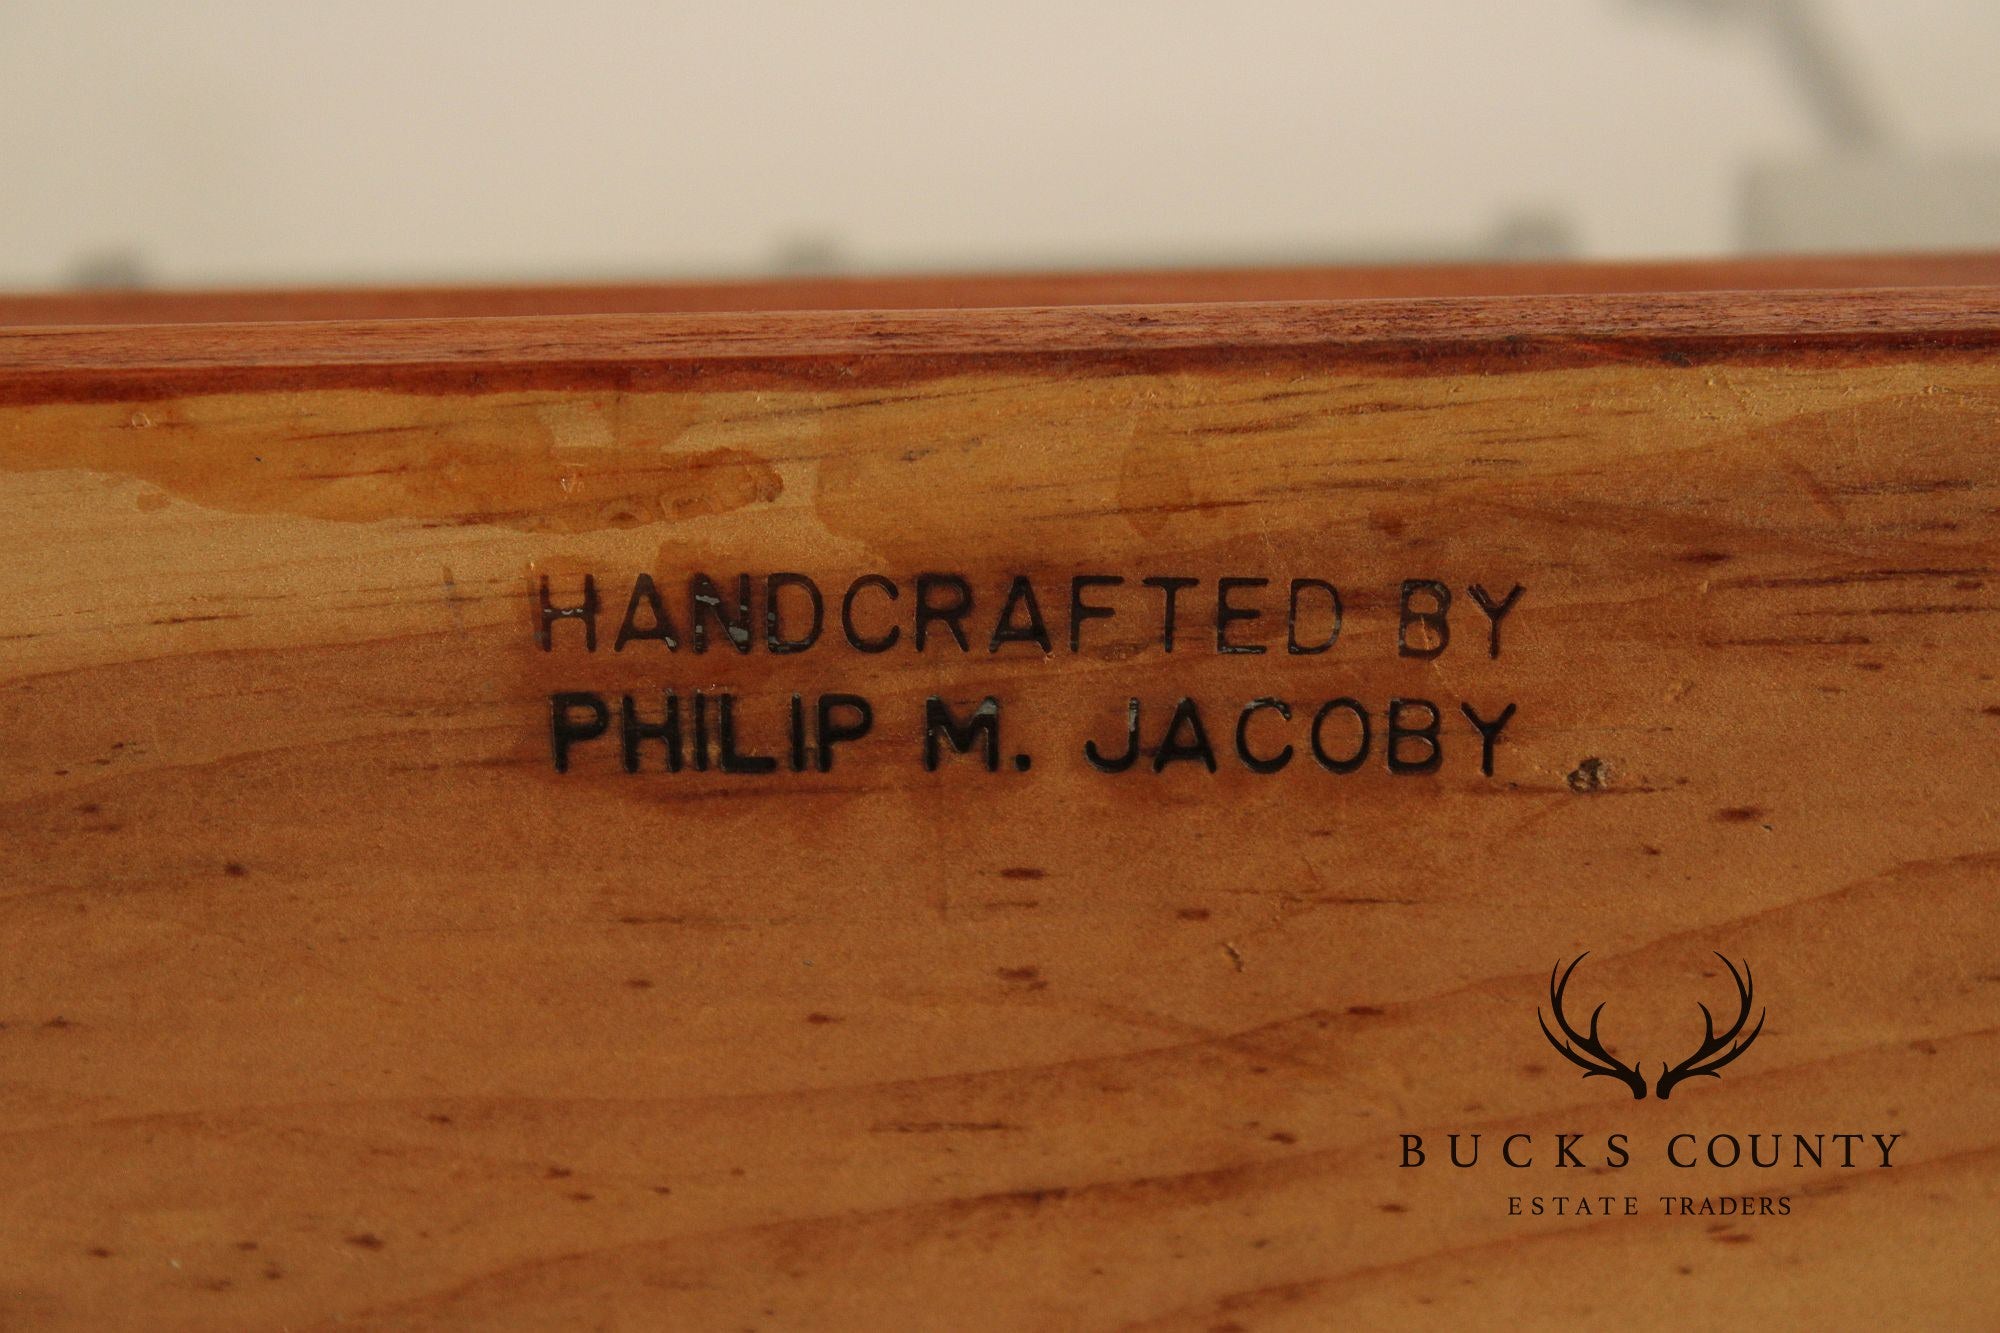 HANDCRAFTED BY
PHILIP M. JACOBY
BUCKS COUNTY
ESTATE TRADERS